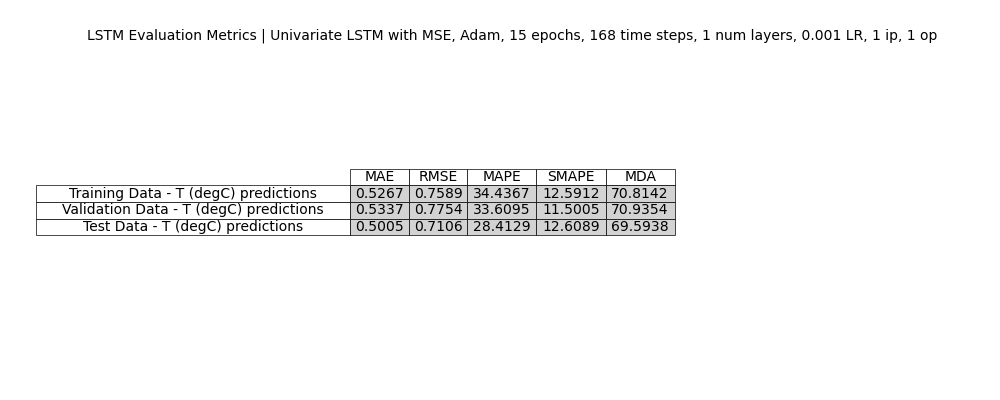 LSTM Evaluation Metrics | Univariate LSTM with MSE, Adam, 15 epochs, 168 time steps, 1 num layers, 0.001 LR, 1 ip, 1 op
MAE RMSE MAPE SMAPE MDA
Training Data - T (degC) predictions 0.5267 0.7589 34.4367 12.5912 70.8142
Validation Data - T (degC) predictions 0.5337 0.7754 33.6095 11.5005 70.9354
Test Data - T (degC) predictions 0.5005 0.7106 28.4129 12.6089 69.5938